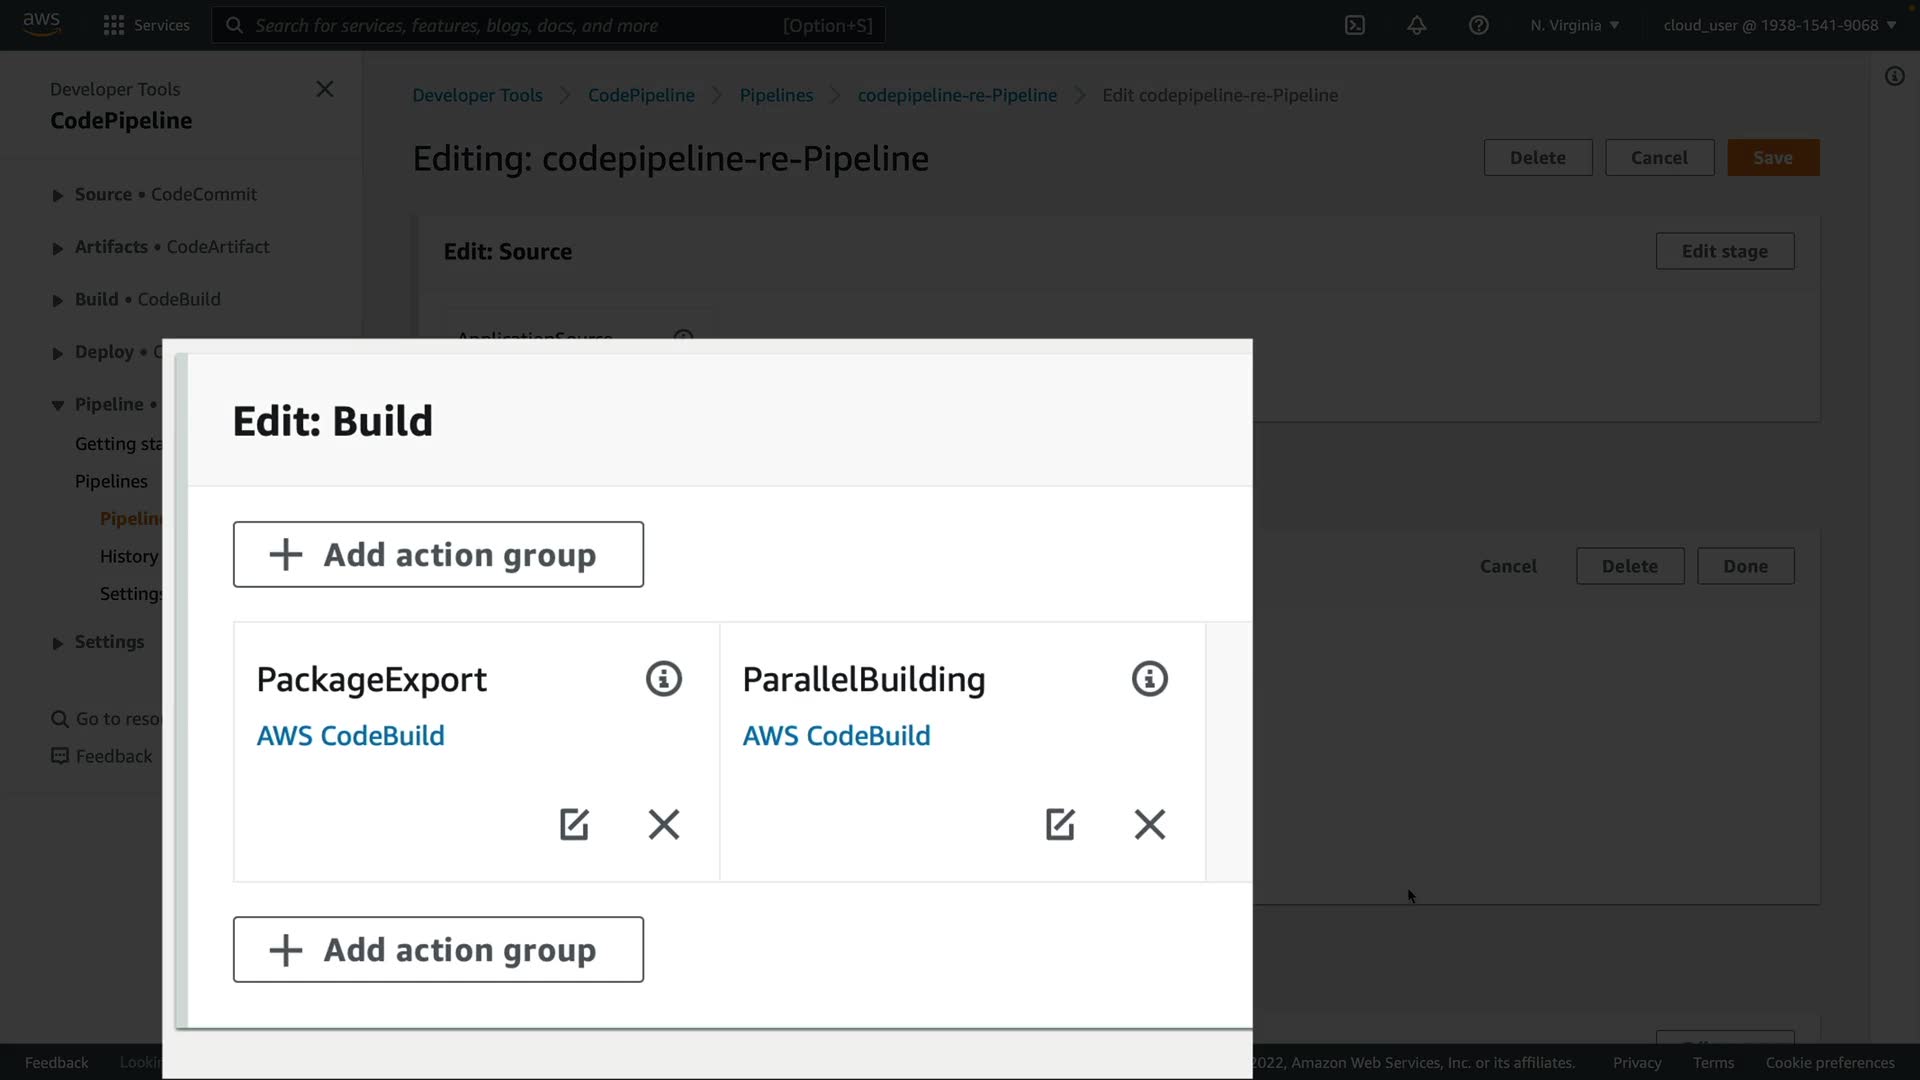 aws
Services
Search for services, features, blogs, docs, and more
[Option+S]
N. Virginia
cloud_user @ 1938-1541-9068
Developer Tools
CodePipeline
Source • CodeCommit
Artifacts • CodeArtifact
Build • CodeBuild
Deploy •
Pipeline •
Getting sta
Pipelines
Pipelin
History
Settings
Settings
Go to reso
Feedback
Developer Tools
CodePipeline
Pipelines
codepipeline-re-Pipeline
Edit codepipeline-re-Pipeline
Editing: codepipeline-re-Pipeline
Delete
Cancel
Save
Edit: Source
Edit stage
ApplicationSource
Edit: Build
Cancel
Delete
Done
+ Add action group
PackageExport
AWS CodeBuild
ParallelBuilding
AWS CodeBuild
+ Add action group
Feedback
Lookin
2022, Amazon Web Services, Inc. or its affiliates.
Privacy
Terms
Cookie preferences